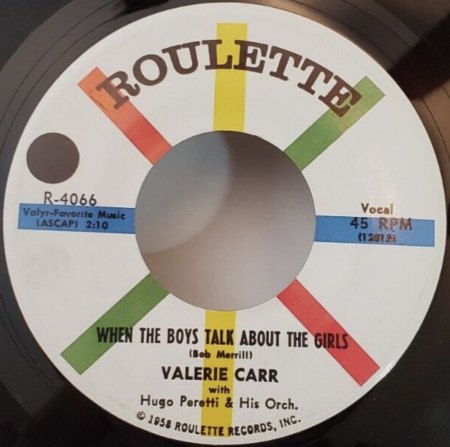 ROULETTE
R-4066
Valyr-Favorite Music
(ASCAP) 2:10
Vocal
45 RPM
WHEN THE BOYS TALK ABOUT THE GIRLS
(Bob Merrill)
VALERIE CARR
with
Hugo Peretti & His Orch.
© 1958 ROULETTE RECORDS, INC.